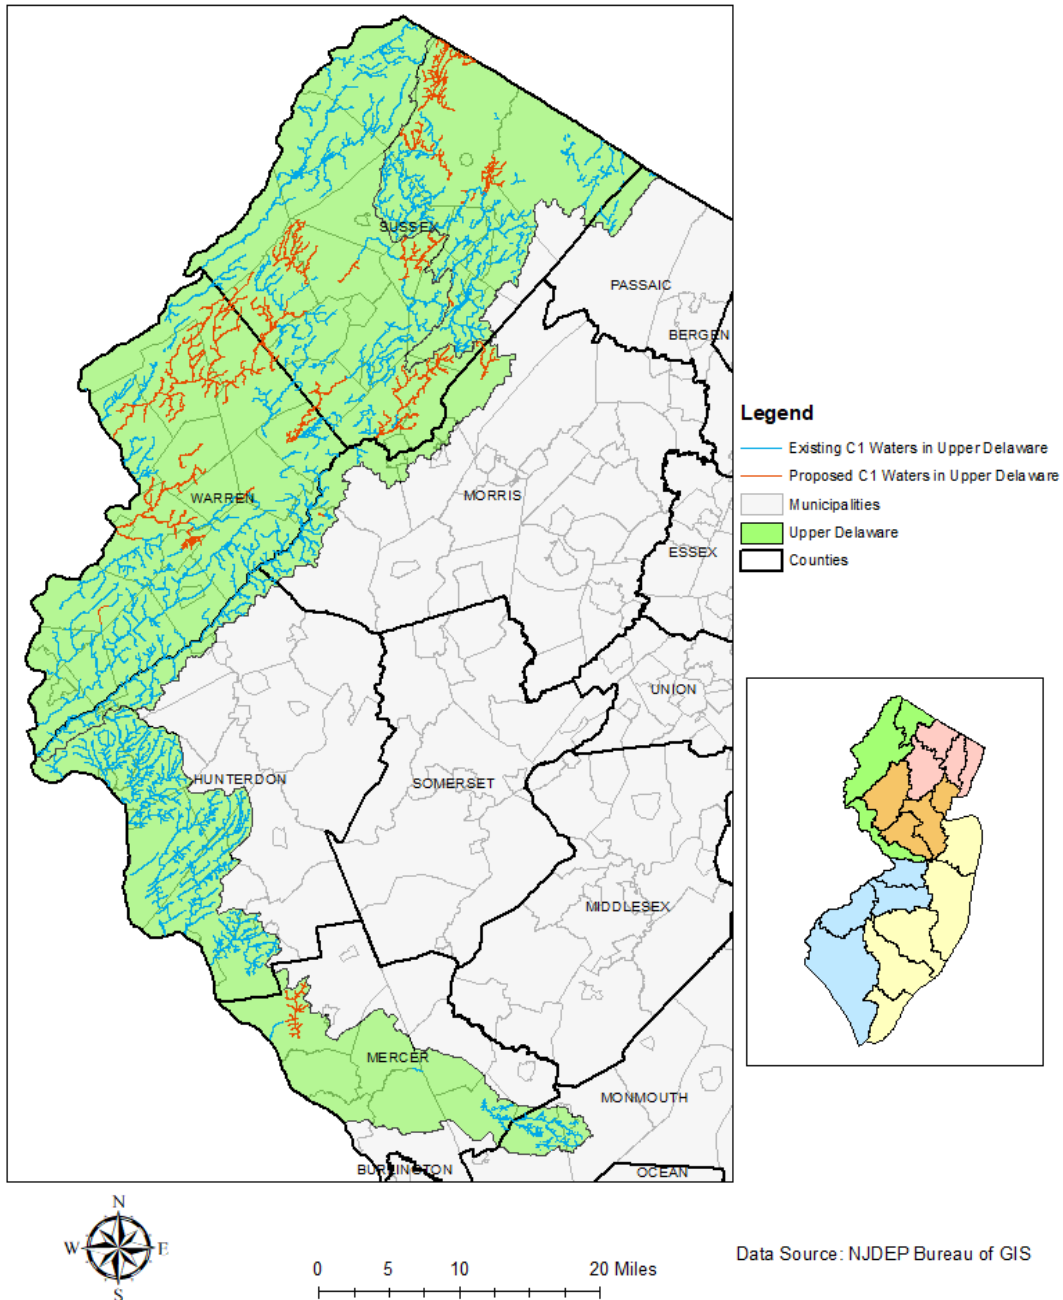 SUSSEX
PASSAIC
BERGEN
Legend
Existing C1 Waters in Upper Delaware
Proposed C1 Waters in Upper Delaware
Municipalities
Upper Delaware
Counties
WARREN
MORRIS
ESSEX
UNION
HUNTERDON
SOMERSET
MIDDLESEX
MERCER
MONMOUTH
BURLINGTON
OCEAN
N
W E
S
0 5 10 20 Miles
Data Source: NJDEP Bureau of GIS